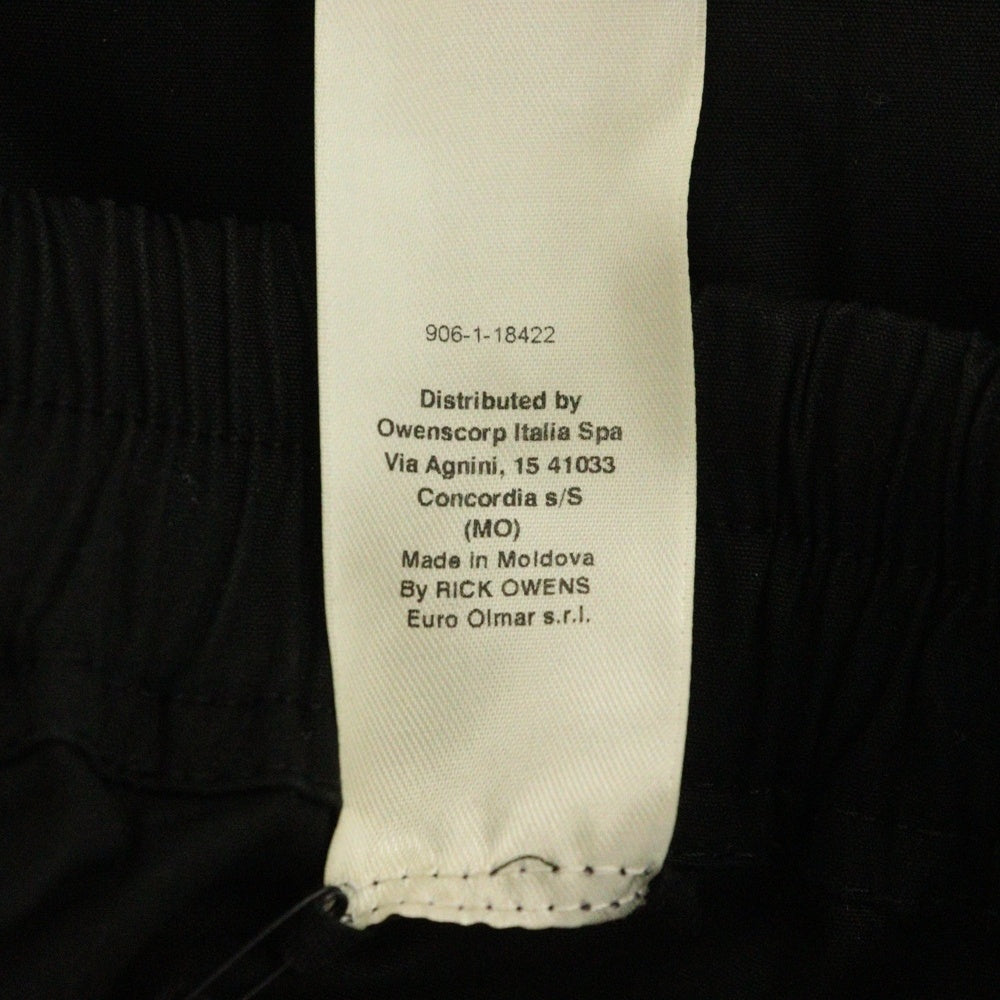 906-1-18422
Distributed by
Owenscorp Italia Spa
Via Agnini, 15 41033
Concordia s/S
(MO)
Made in Moldova
By RICK OWENS
Euro Olmar s.r.l.